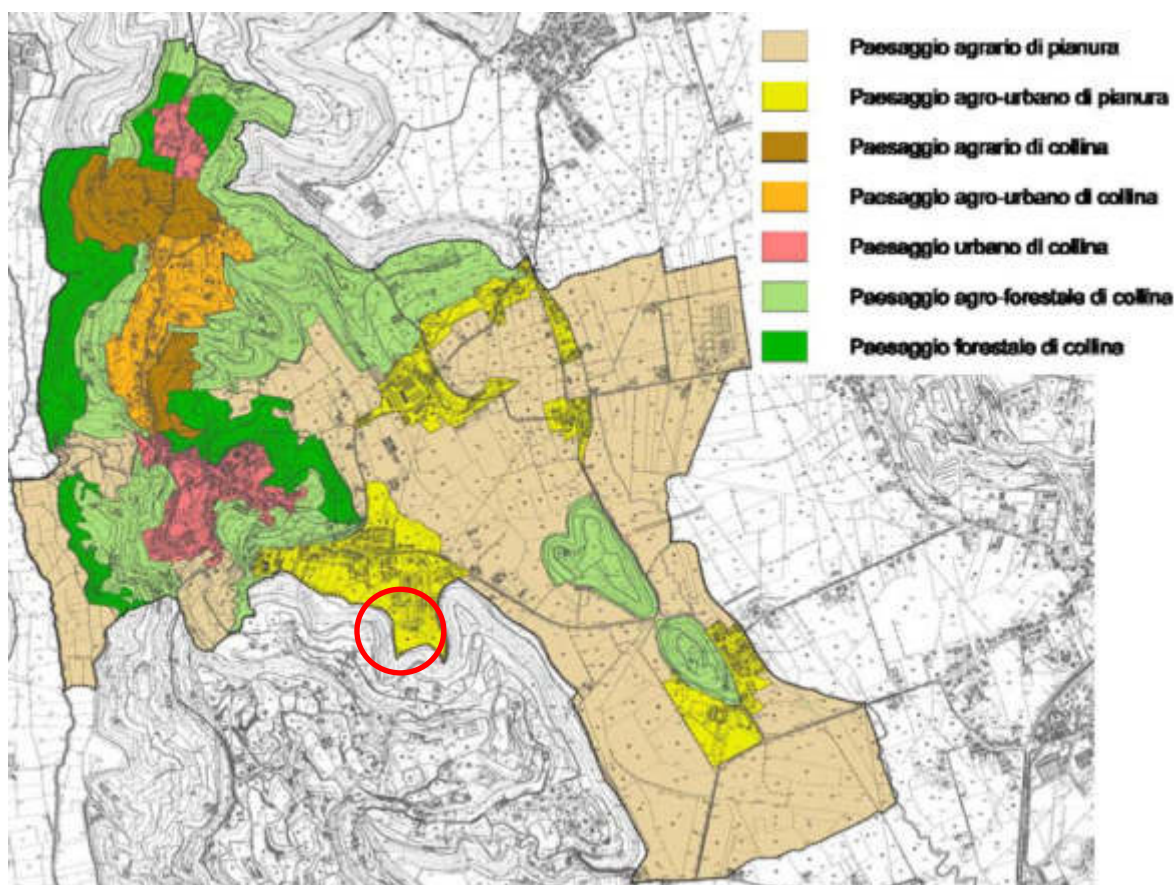 Paesaggio agrario di pianura
Paesaggio agro-urbano di pianura
Paesaggio agrario di collina
Paesaggio agro-urbano di collina
Paesaggio urbano di collina
Paesaggio agro-forestale di collina
Paesaggio forestale di collina